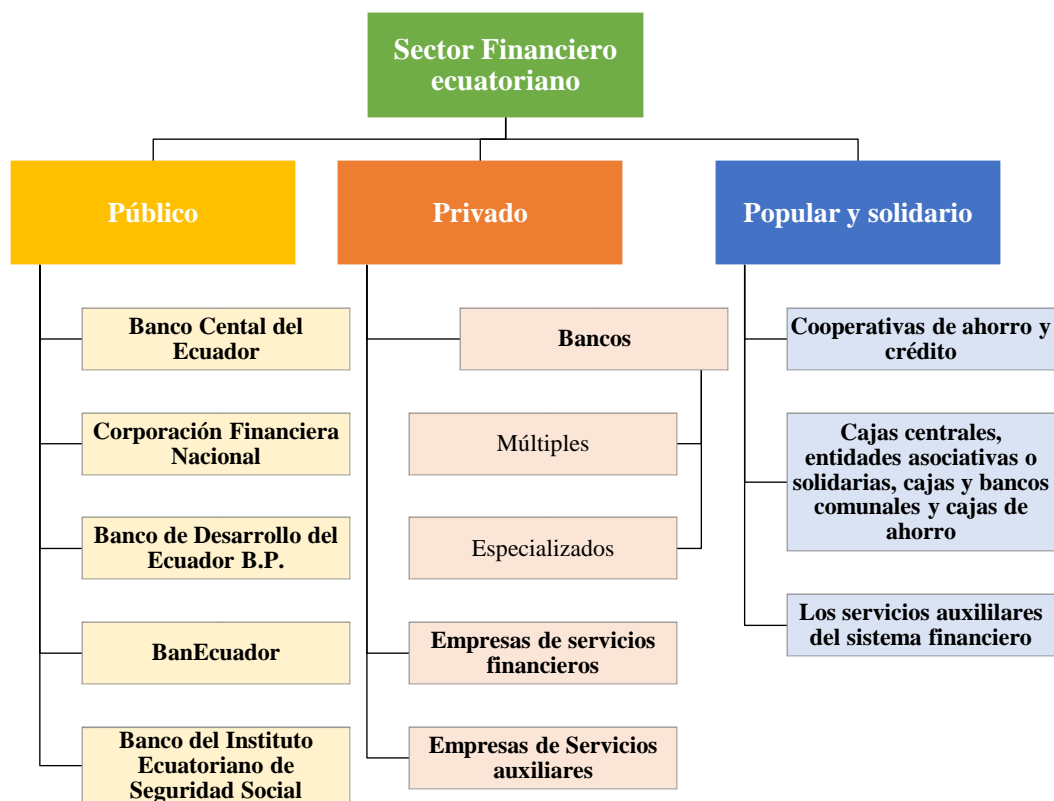 Sector Financiero
ecuatoriano
Público
Privado
Popular y solidario
Banco Cental del
Ecuador
Corporación Financiera
Nacional
Banco de Desarrollo del
Ecuador B.P.
BanEcuador
Banco del Instituto
Ecuatoriano de
Seguridad Social
Bancos
Múltiples
Especializados
Empresas de servicios
financieros
Empresas de Servicios
auxiliares
Cooperativas de ahorro y
crédito
Cajas centrales,
entidades asociativas o
solidarias, cajas y bancos
comunales y cajas de
ahorro
Los servicios auxililares
del sistema financiero